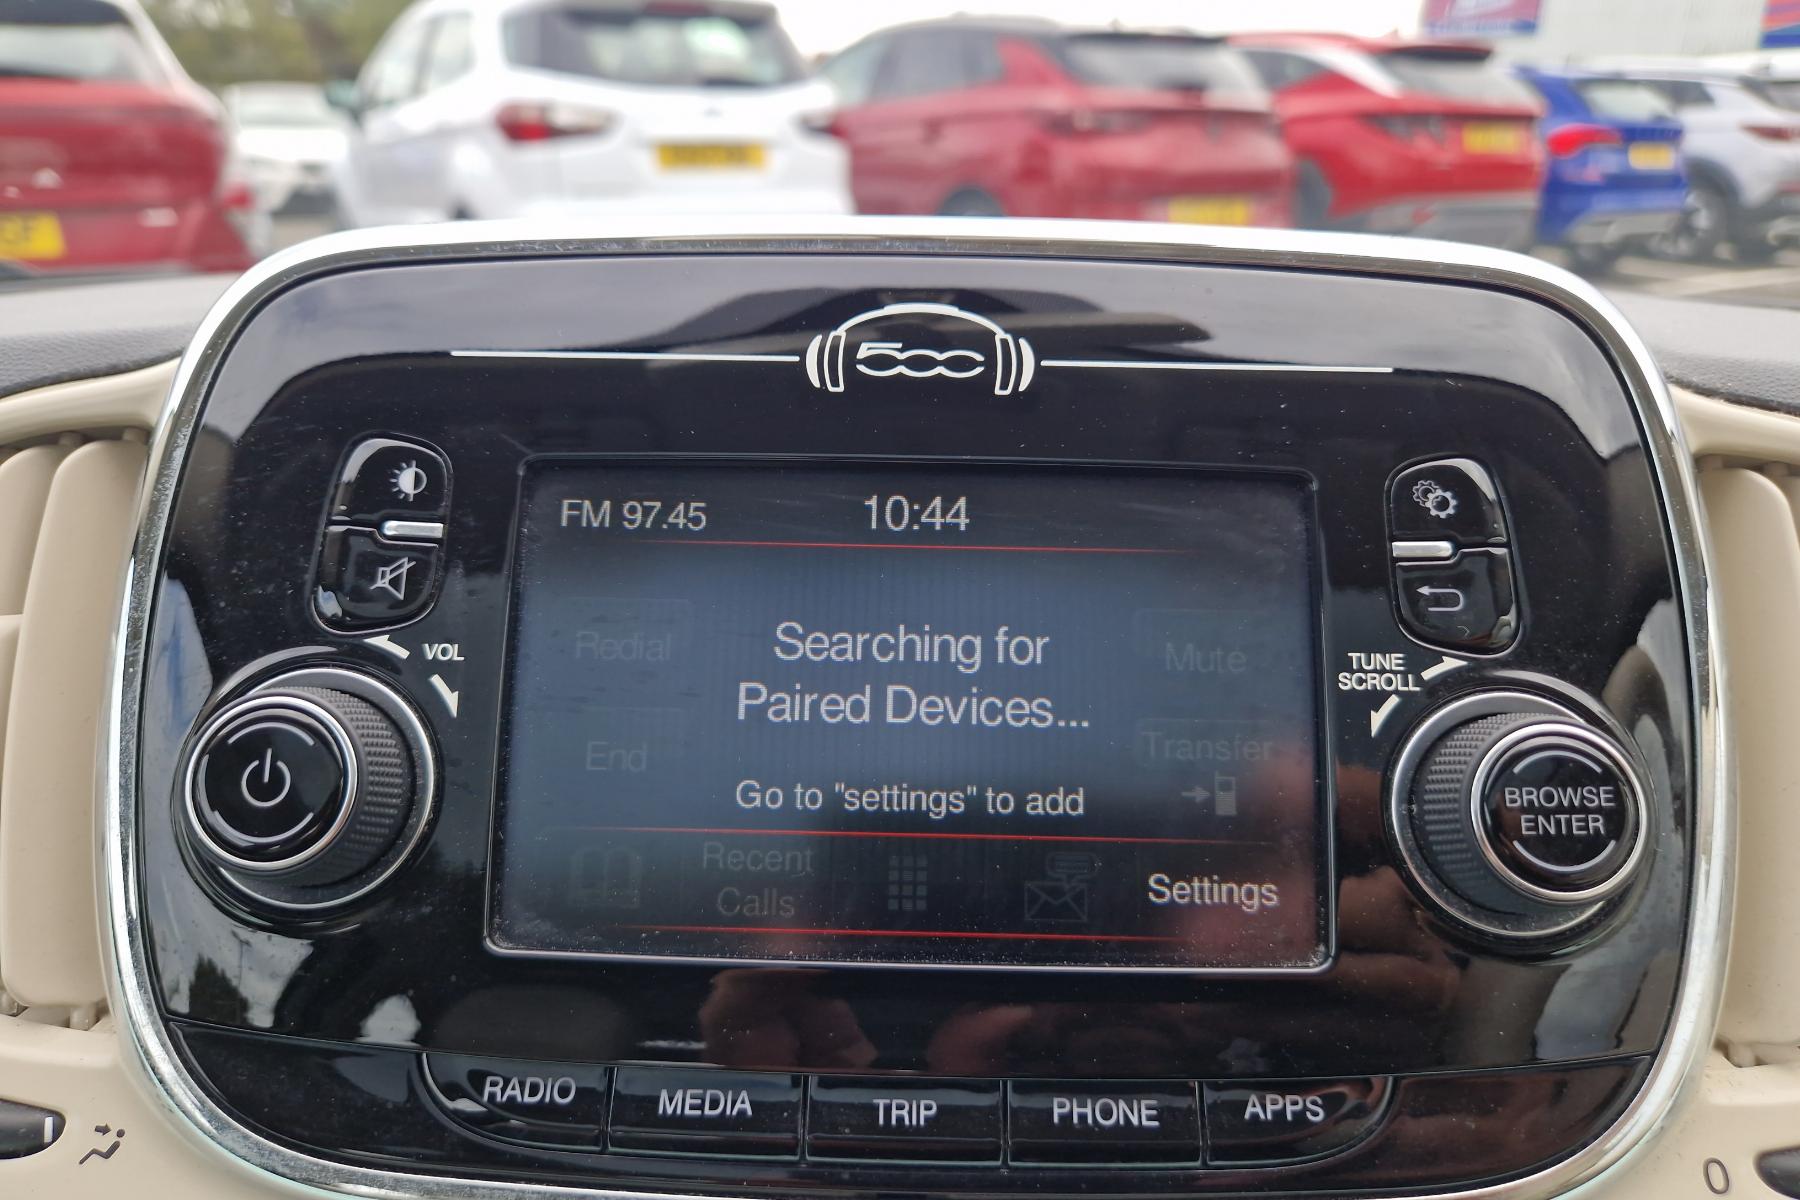 500
FM 97.45
10:44
VOL
TUNE
SCROLL
Redial
Searching for
Paired Devices...
Mute
End
Transfer
Go to "settings" to add
Recent
Calls
Settings
BROWSE
ENTER
RADIO
MEDIA
TRIP
PHONE
APPS
0